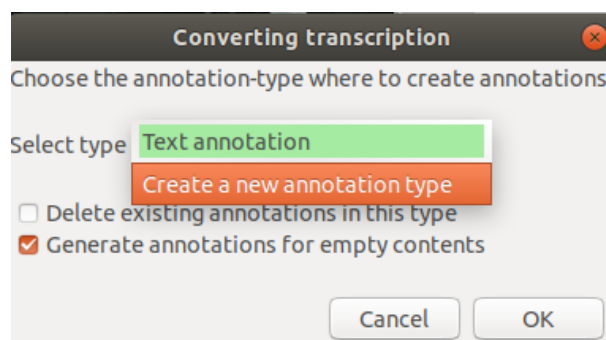 Converting transcription
Choose the annotation-type where to create annotations
Select type Text annotation
Create a new annotation type
Delete existing annotations in this type
Generate annotations for empty contents
Cancel OK